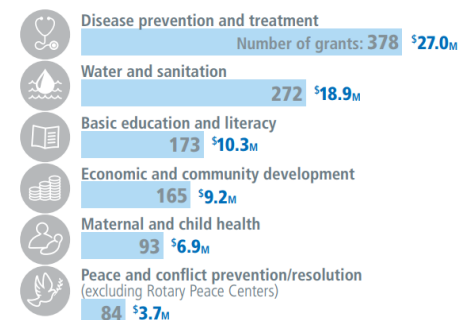 Disease prevention and treatment
Number of grants: 378 $27.0M
Water and sanitation
272 $18.9M
Basic education and literacy
173 $10.3M
Economic and community development
165 $9.2M
Maternal and child health
93 $6.9M
Peace and conflict prevention/resolution
(excluding Rotary Peace Centers)
84 $3.7M